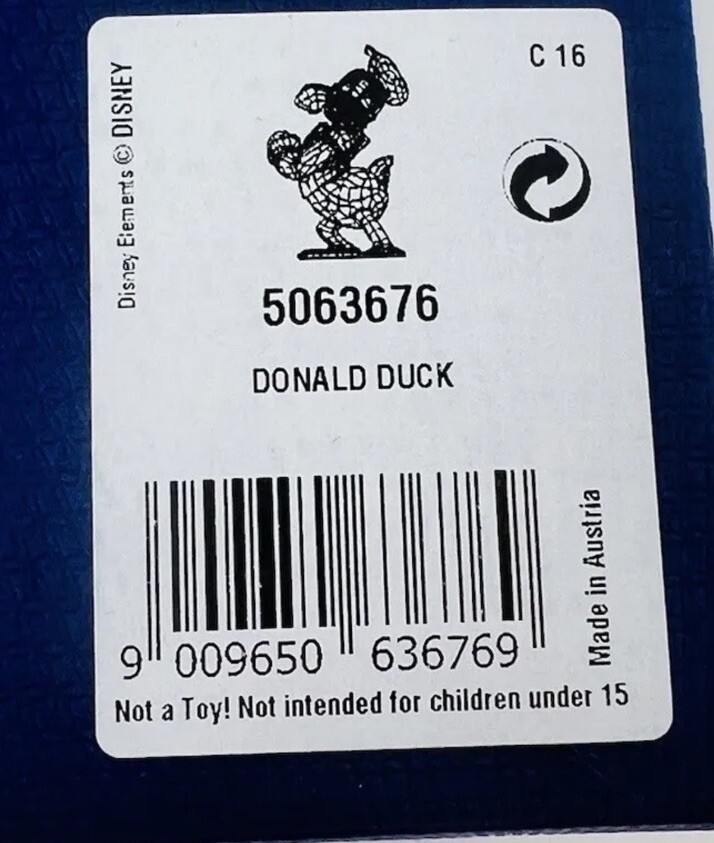 C 16
Disney Elements © DISNEY
5063676
DONALD DUCK
9 009650 636769
Made in Austria
Not a Toy! Not intended for children under 15